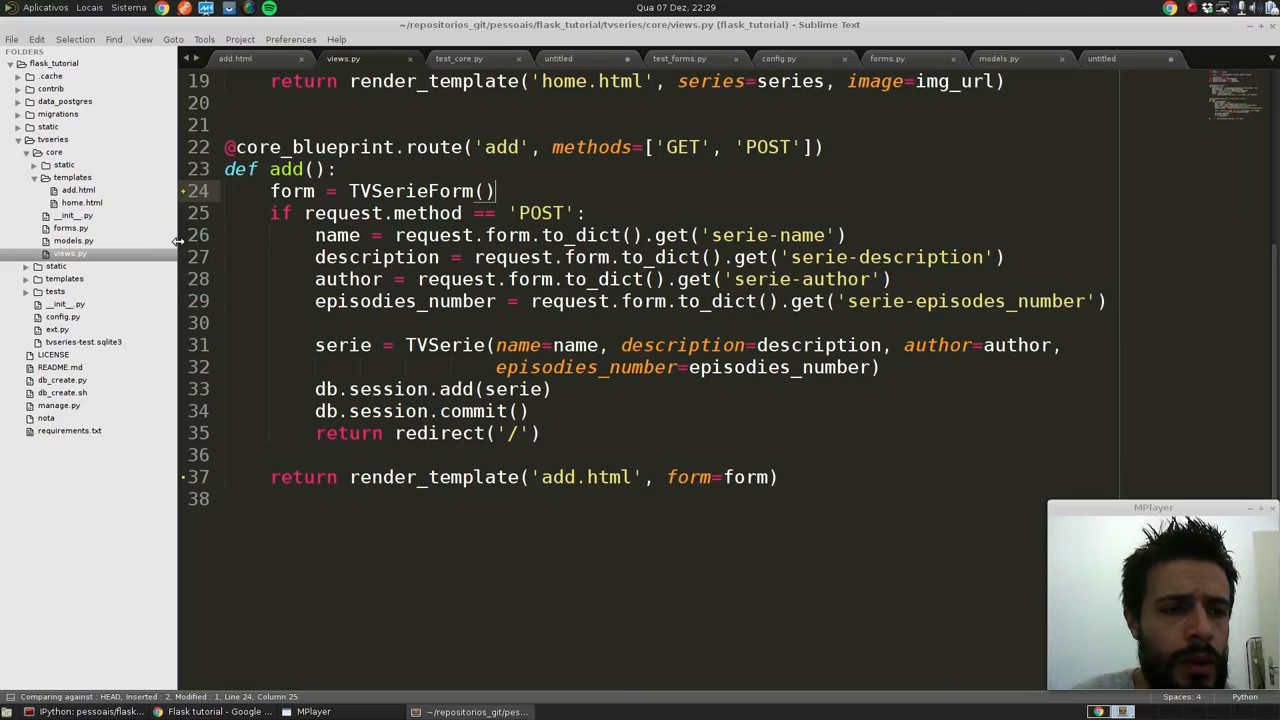 Aplicativos Locais Sistema
Qua 07 Dez, 22:29
~/repositorios_git/pessoais/flask_tutorial/tvseries/core/views.py (flask_tutorial) - Sublime Text
File Edit Selection Find View Goto Tools Project Preferences Help
FOLDERS
flask_tutorial
.cache
contrib
data_postgres
migrations
static
tvseries
core
static
templates
add.html
home.html
__init__.py
forms.py
models.py
views.py
static
templates
tests
__init__.py
config.py
ext.py
tvseries-test.sqlite3
LICENSE
README.md
db_create.py
db_create.sh
manage.py
nota
requirements.txt
add.html views.py test_core.py untitled test_forms.py config.py forms.py models.py untitled
19 return render_template('home.html', series=series, image=img_url)
20
21
22 @core_blueprint.route('add', methods=['GET', 'POST'])
23 def add():
24 form = TVSerieForm()
25 if request.method == 'POST':
26 name = request.form.to_dict().get('serie-name')
27 description = request.form.to_dict().get('serie-description')
28 author = request.form.to_dict().get('serie-author')
29 episodies_number = request.form.to_dict().get('serie-episodes_number')
30
31 serie = TVSerie(name=name, description=description, author=author,
32 episodies_number=episodies_number)
33 db.session.add(serie)
34 db.session.commit()
35 return redirect('/')
36
37 return render_template('add.html', form=form)
38
MPlayer
Comparing against : HEAD, Inserted : 2, Modified : 1, Line 24, Column 25
Spaces: 4 Python
IPython: pessoais/flask... Flask tutorial - Google ... MPlayer ~/repositorios_git/pes...